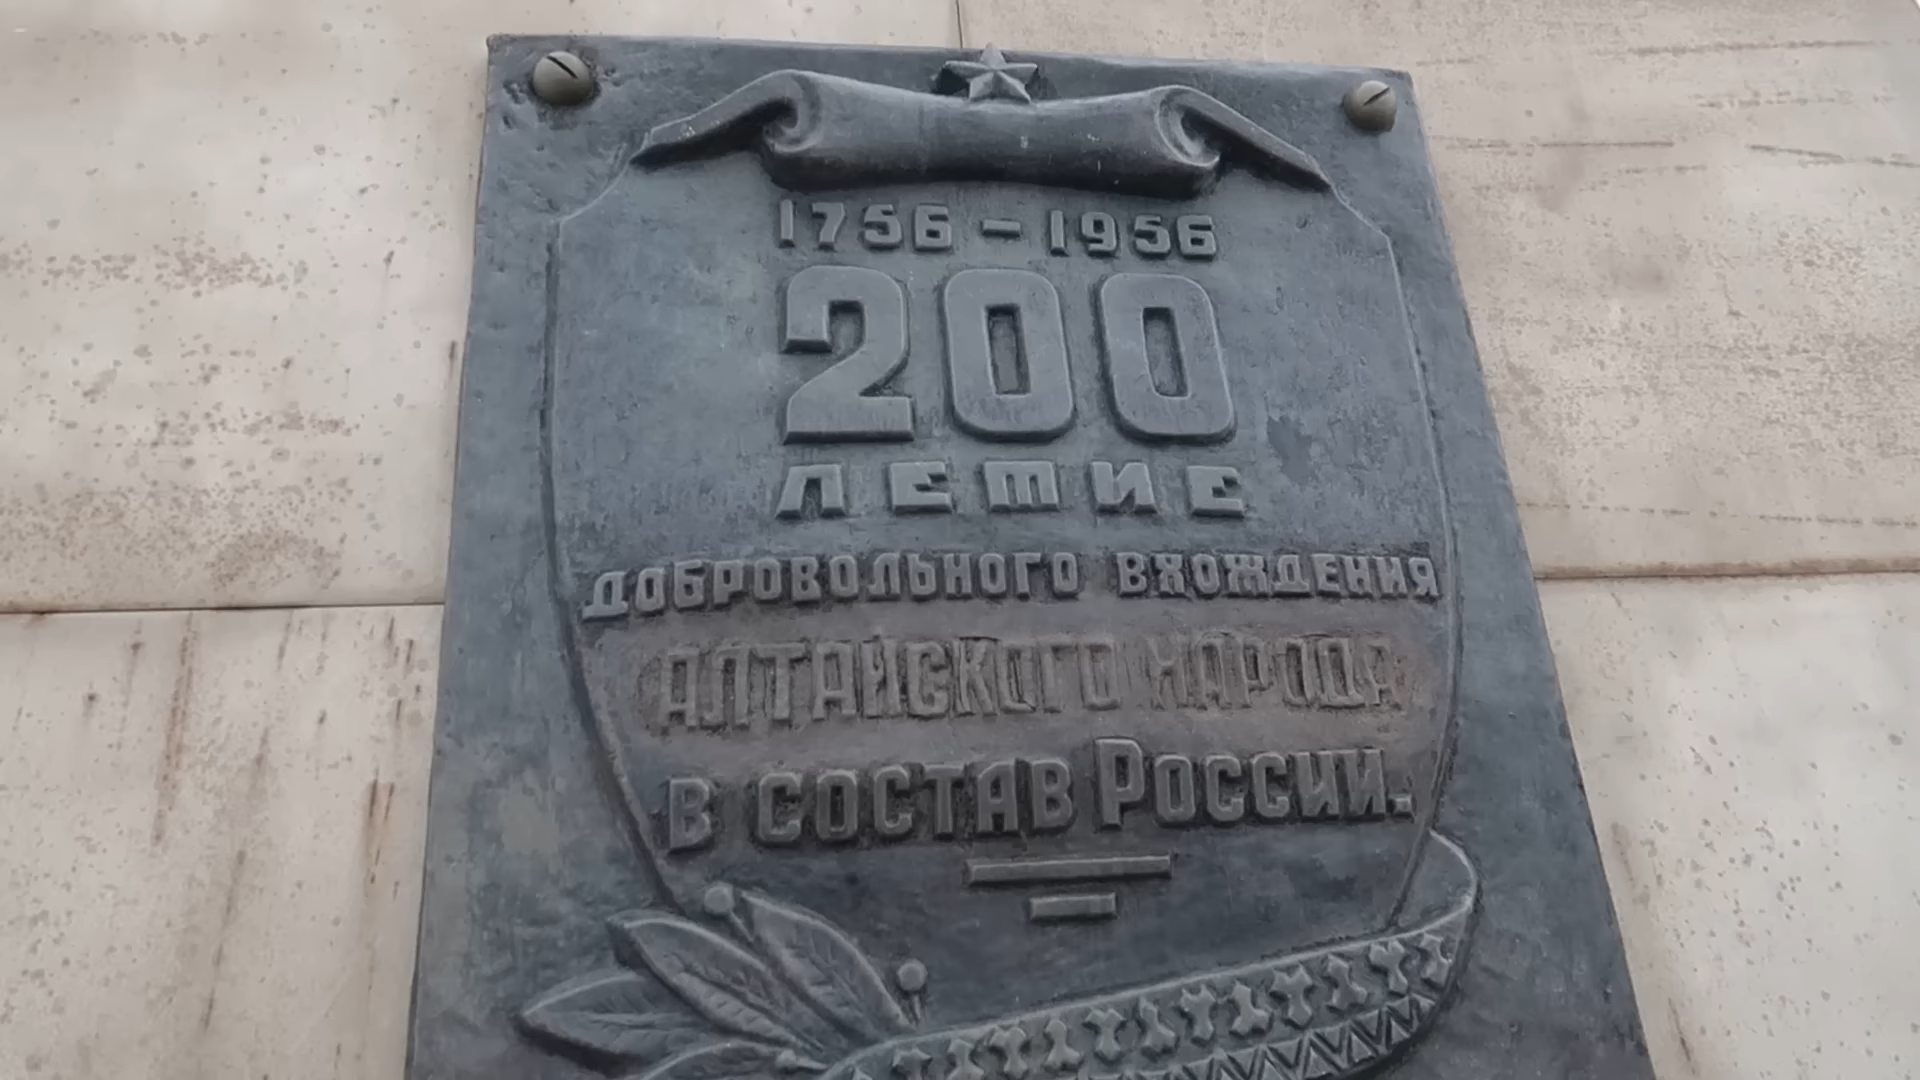 1756 - 1956
200
ЛЕТИЕ
ДОБРОВОЛЬНОГО ВХОЖДЕНИЯ
АЛТАЙСКОГО НАРОДА
В СОСТАВ РОССИИ.